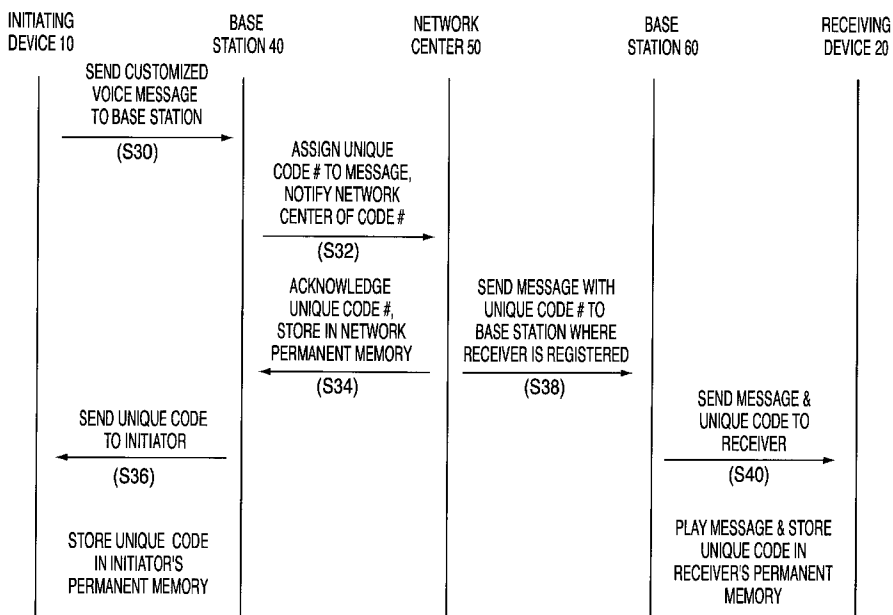 INITIATING
DEVICE 10
BASE
STATION 40
NETWORK
CENTER 50
BASE
STATION 60
RECEIVING
DEVICE 20
SEND CUSTOMIZED
VOICE MESSAGE
TO BASE STATION
(S30)
ASSIGN UNIQUE
CODE # TO MESSAGE,
NOTIFY NETWORK
CENTER OF CODE #
(S32)
ACKNOWLEDGE
UNIQUE CODE #,
STORE IN NETWORK
PERMANENT MEMORY
(S34)
SEND MESSAGE WITH
UNIQUE CODE # TO
BASE STATION WHERE
RECEIVER IS REGISTERED
(S38)
SEND UNIQUE CODE
TO INITIATOR
(S36)
SEND MESSAGE &
UNIQUE CODE TO
RECEIVER
(S40)
STORE UNIQUE CODE
IN INITIATOR'S
PERMANENT MEMORY
PLAY MESSAGE & STORE
UNIQUE CODE IN
RECEIVER'S PERMANENT
MEMORY